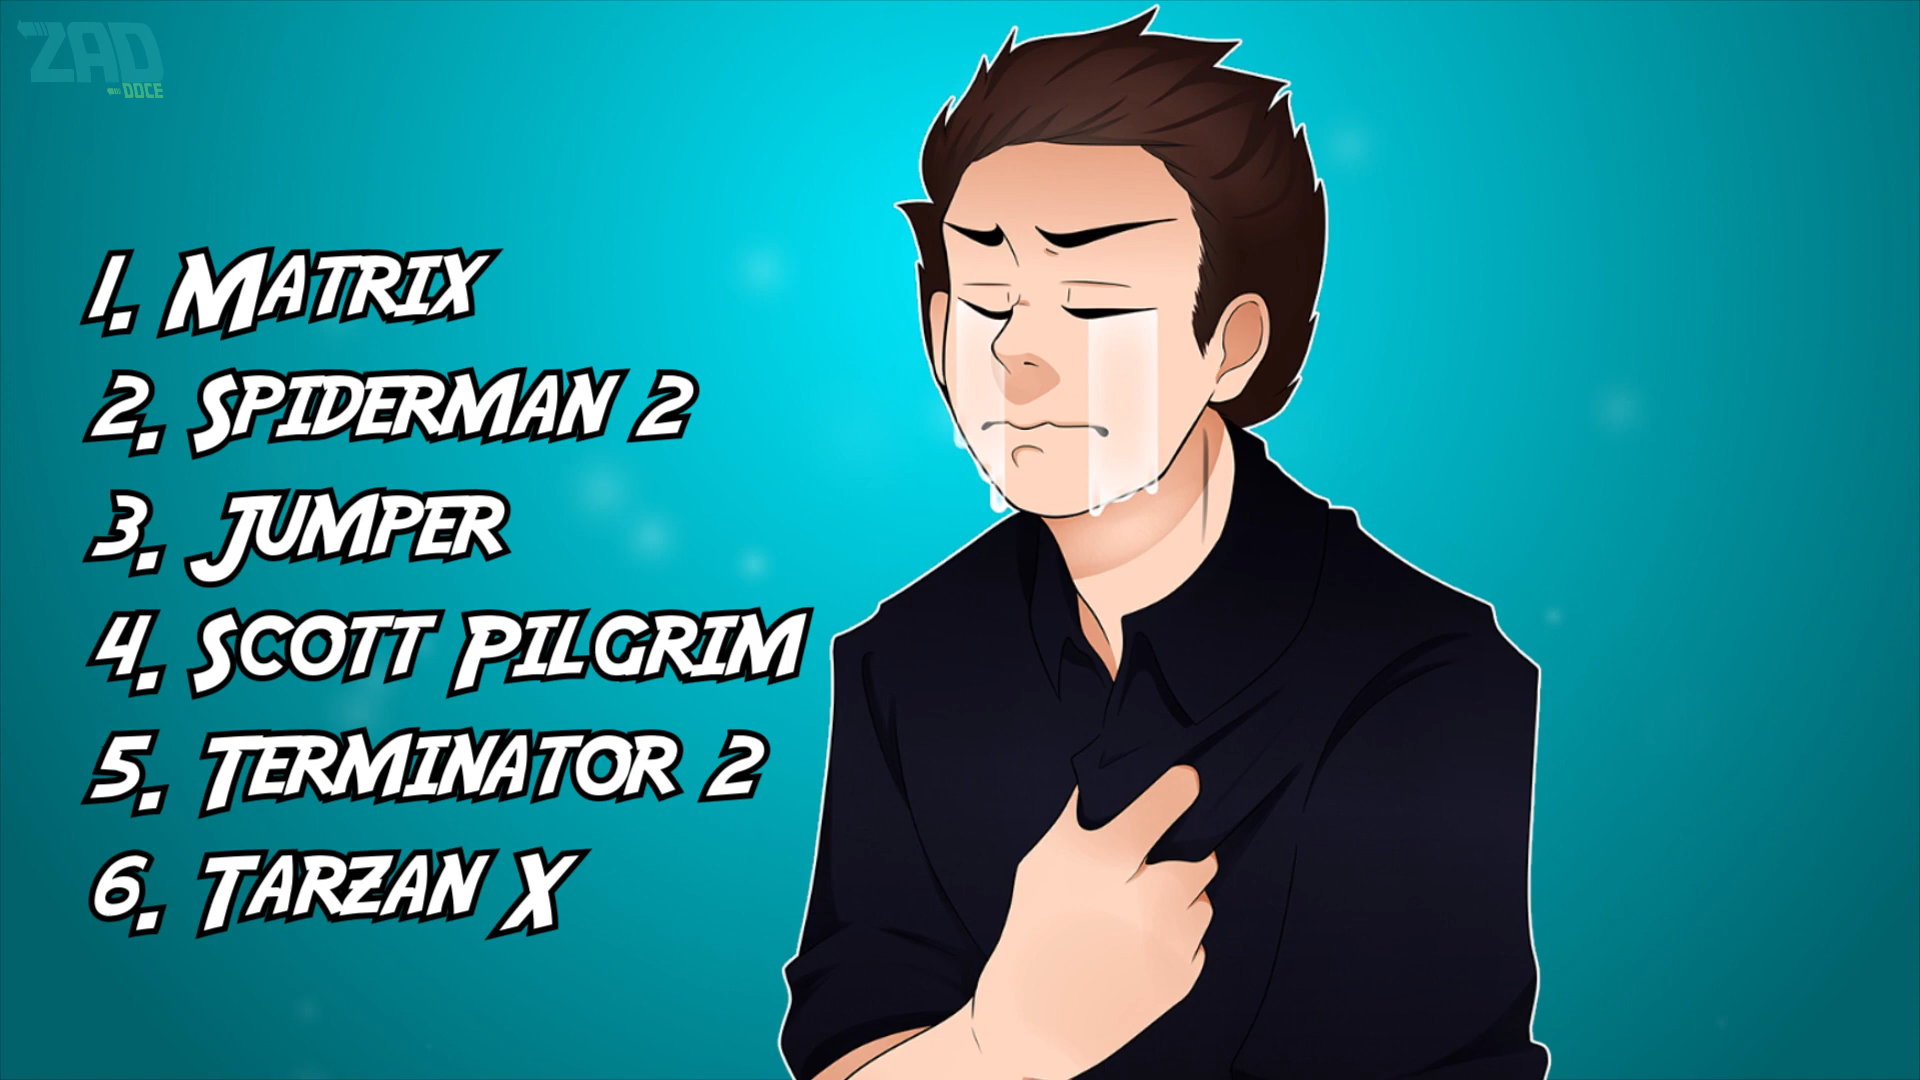 ZAD
DOCE
1. MATRIX
2. SPIDERMAN 2
3. JUMPER
4. SCOTT PILGRIM
5. TERMINATOR 2
6. TARZAN X